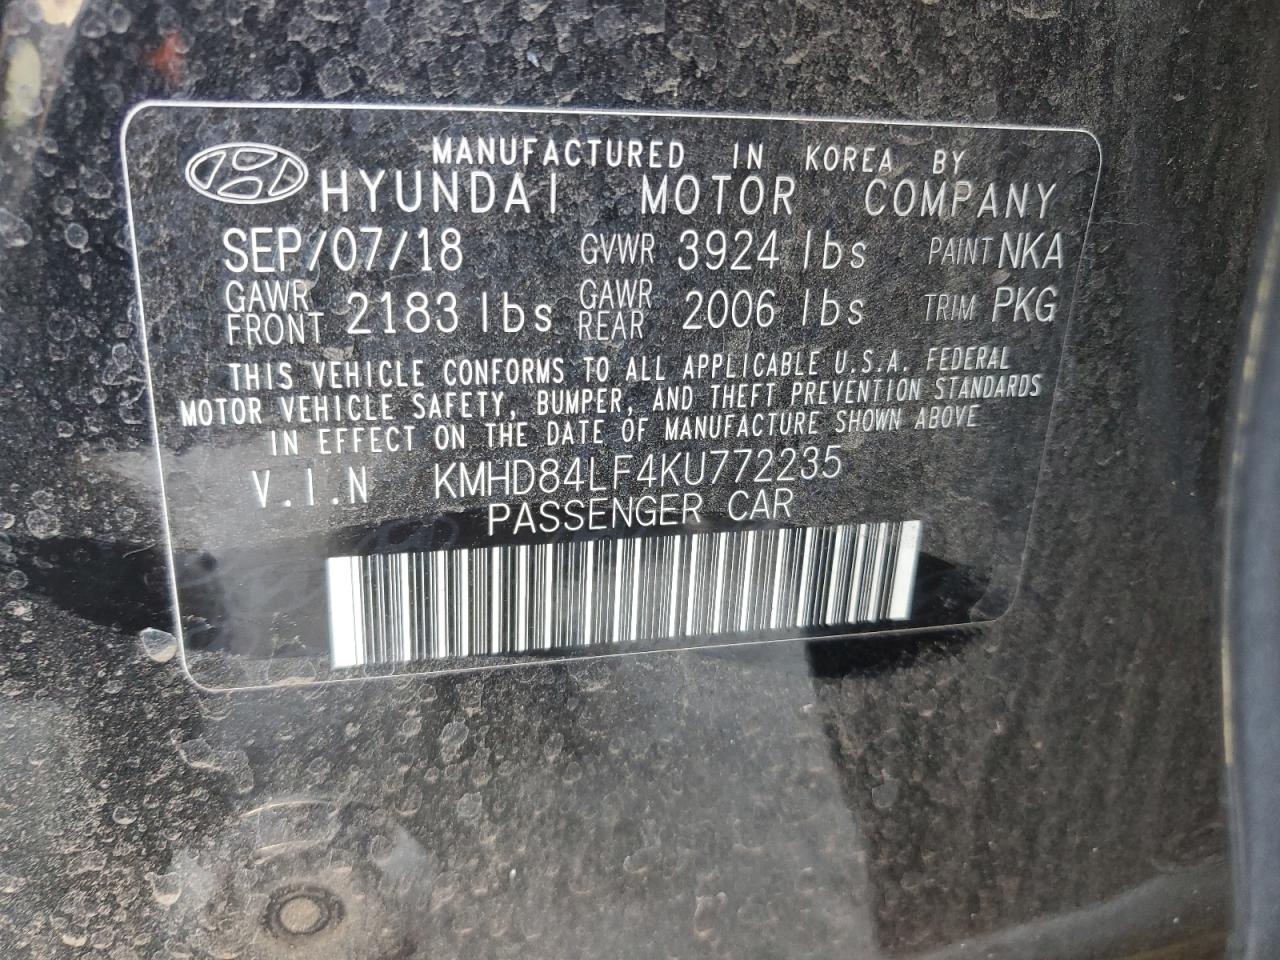 MANUFACTURED IN KOREA BY
HYUNDAI MOTOR COMPANY
SEP/07/18 GVWR 3924 lbs PAINT NKA
GAWR FRONT 2183 lbs GAWR REAR 2006 lbs TRIM PKG
THIS VEHICLE CONFORMS TO ALL APPLICABLE U.S.A. FEDERAL
MOTOR VEHICLE SAFETY, BUMPER, AND THEFT PREVENTION STANDARDS
IN EFFECT ON THE DATE OF MANUFACTURE SHOWN ABOVE
V.I.N KMHD84LF4KU772235
PASSENGER CAR